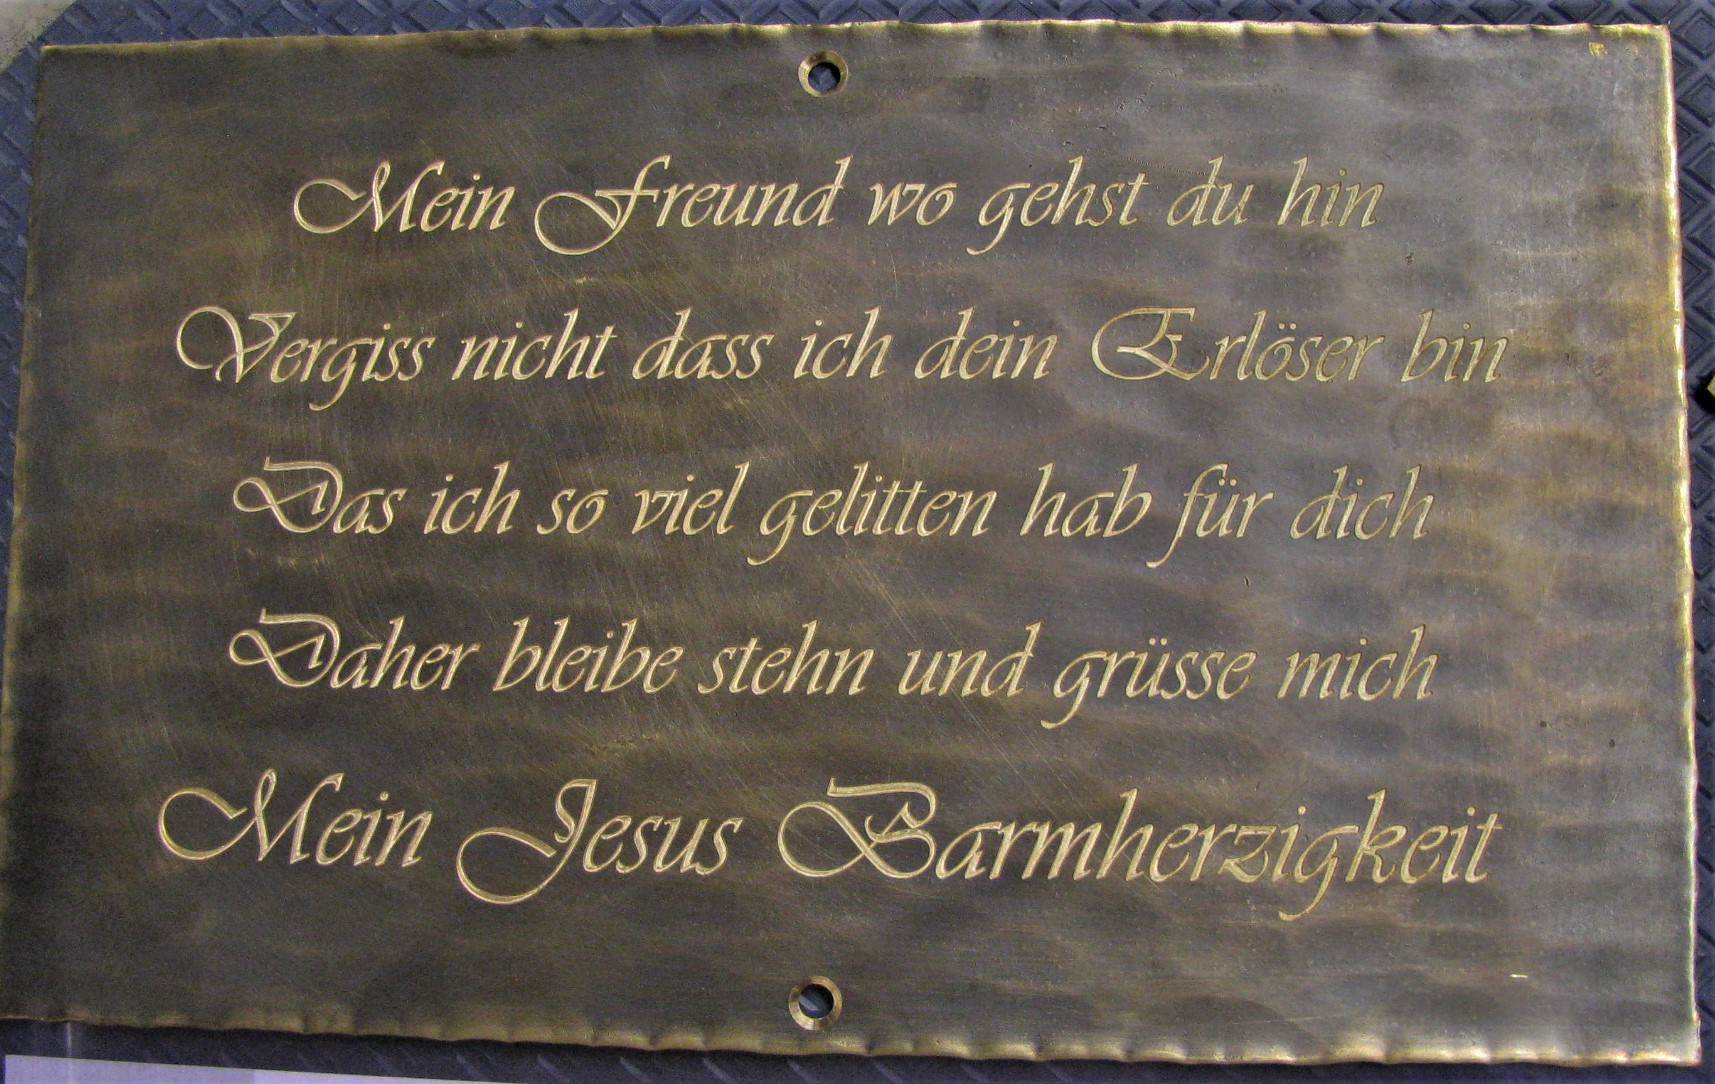 Mein Freund wo gehst du hin
Vergiss nicht dass ich dein Erlöser bin
Das ich so viel gelitten hab für dich
Daher bleibe stehn und grüsse mich
Mein Jesus Barmherzigkeit